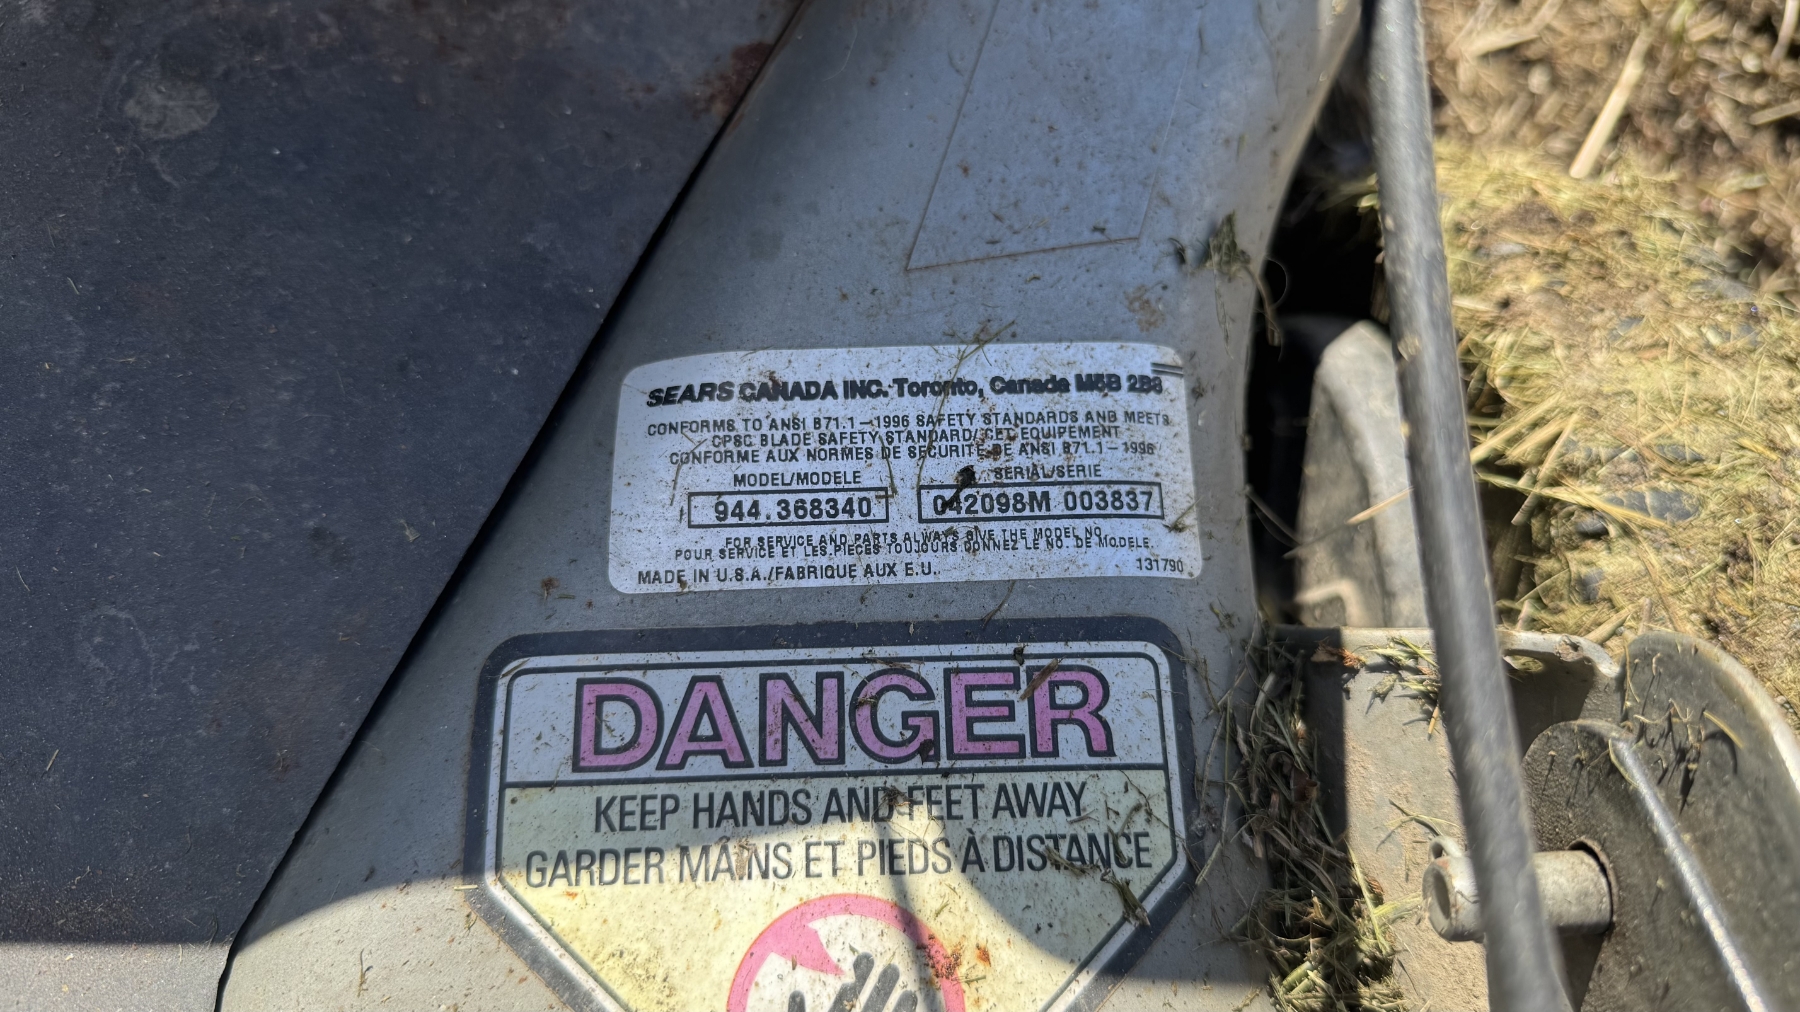 SEARS CANADA INC. Toronto, Canada M5B 2B8
CONFORMS TO ANSI B71.1-1996 SAFETY STANDARDS AND MEETS
CPSC BLADE SAFETY STANDARD/CET EQUIPEMENT
CONFORME AUX NORMES DE SECURITE DE ANSI B71.1-1996
MODEL/MODELE SERIAL/SERIE
944.368340 042098M 003837
FOR SERVICE AND PARTS ALWAYS GIVE THE MODEL NO.
POUR SERVICE ET LES PIECES TOUJOURS DONNEZ LE NO. DE MODELE.
MADE IN U.S.A./FABRIQUE AUX E.U. 131790
DANGER
KEEP HANDS AND FEET AWAY
GARDER MAINS ET PIEDS À DISTANCE